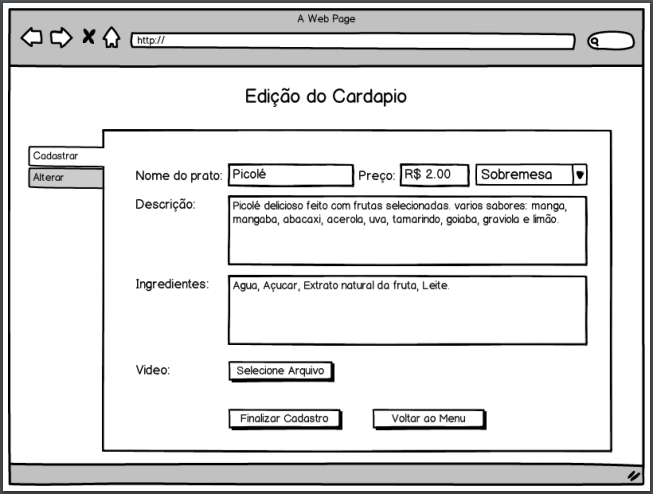 A Web Page
http://
Edição do Cardapio
Cadastrar
Alterar
Nome do prato: Picolé Preço: R$ 2.00 Sobremesa
Descrição: Picolé delicioso feito com frutas selecionadas. varios sabores: manga,
mangaba, abacaxi, acerola, uva, tamarindo, goiaba, graviola e limão.
Ingredientes: Agua, Açucar, Extrato natural da fruta, Leite.
Video: Selecione Arquivo
Finalizar Cadastro Voltar ao Menu